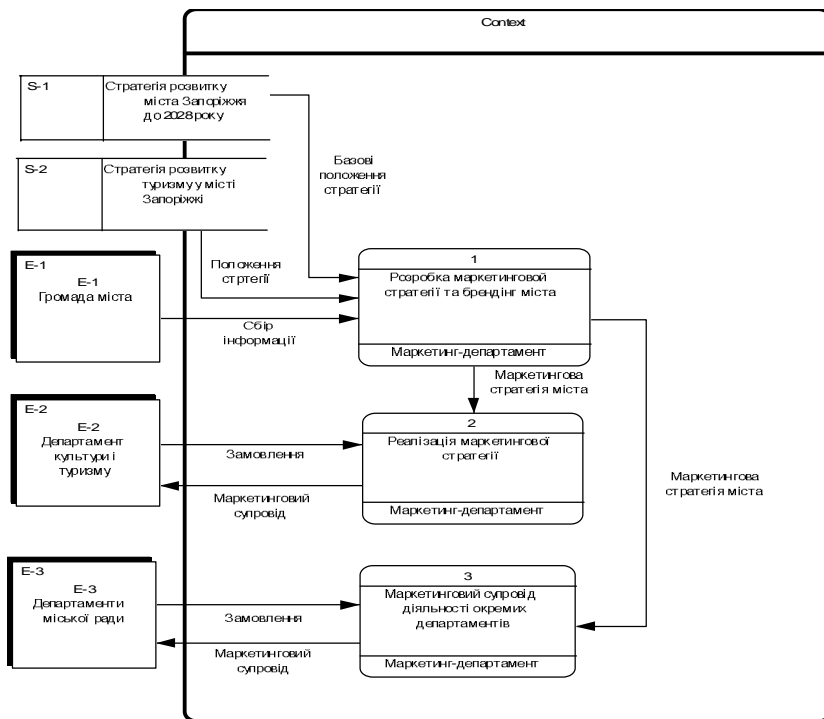 Context
S-1
Стратегія розвитку
міста Запоріжжя
до 2028 року
S-2
Стратегія розвитку
туризму у місті
Запоріжжі
Базові
положення
стратегії
E-1
E-1
Громада міста
Положення
стртегії
Сбір
інформації
1
Розробка маркетинговой
стратегії та брендінг міста
Маркетинг-департамент
Маркетингова
стратегія міста
E-2
E-2
Департамент
культури і
туризму
Замовлення
Маркетинговий
супровід
2
Реалізація маркетингової
стратегії
Маркетинг-департамент
Маркетингова
стратегія міста
E-3
E-3
Департаменти
міської ради
Замовлення
Маркетинговий
супровід
3
Маркетинговий супровід
діяльності окремих
департаментів
Маркетинг-департамент